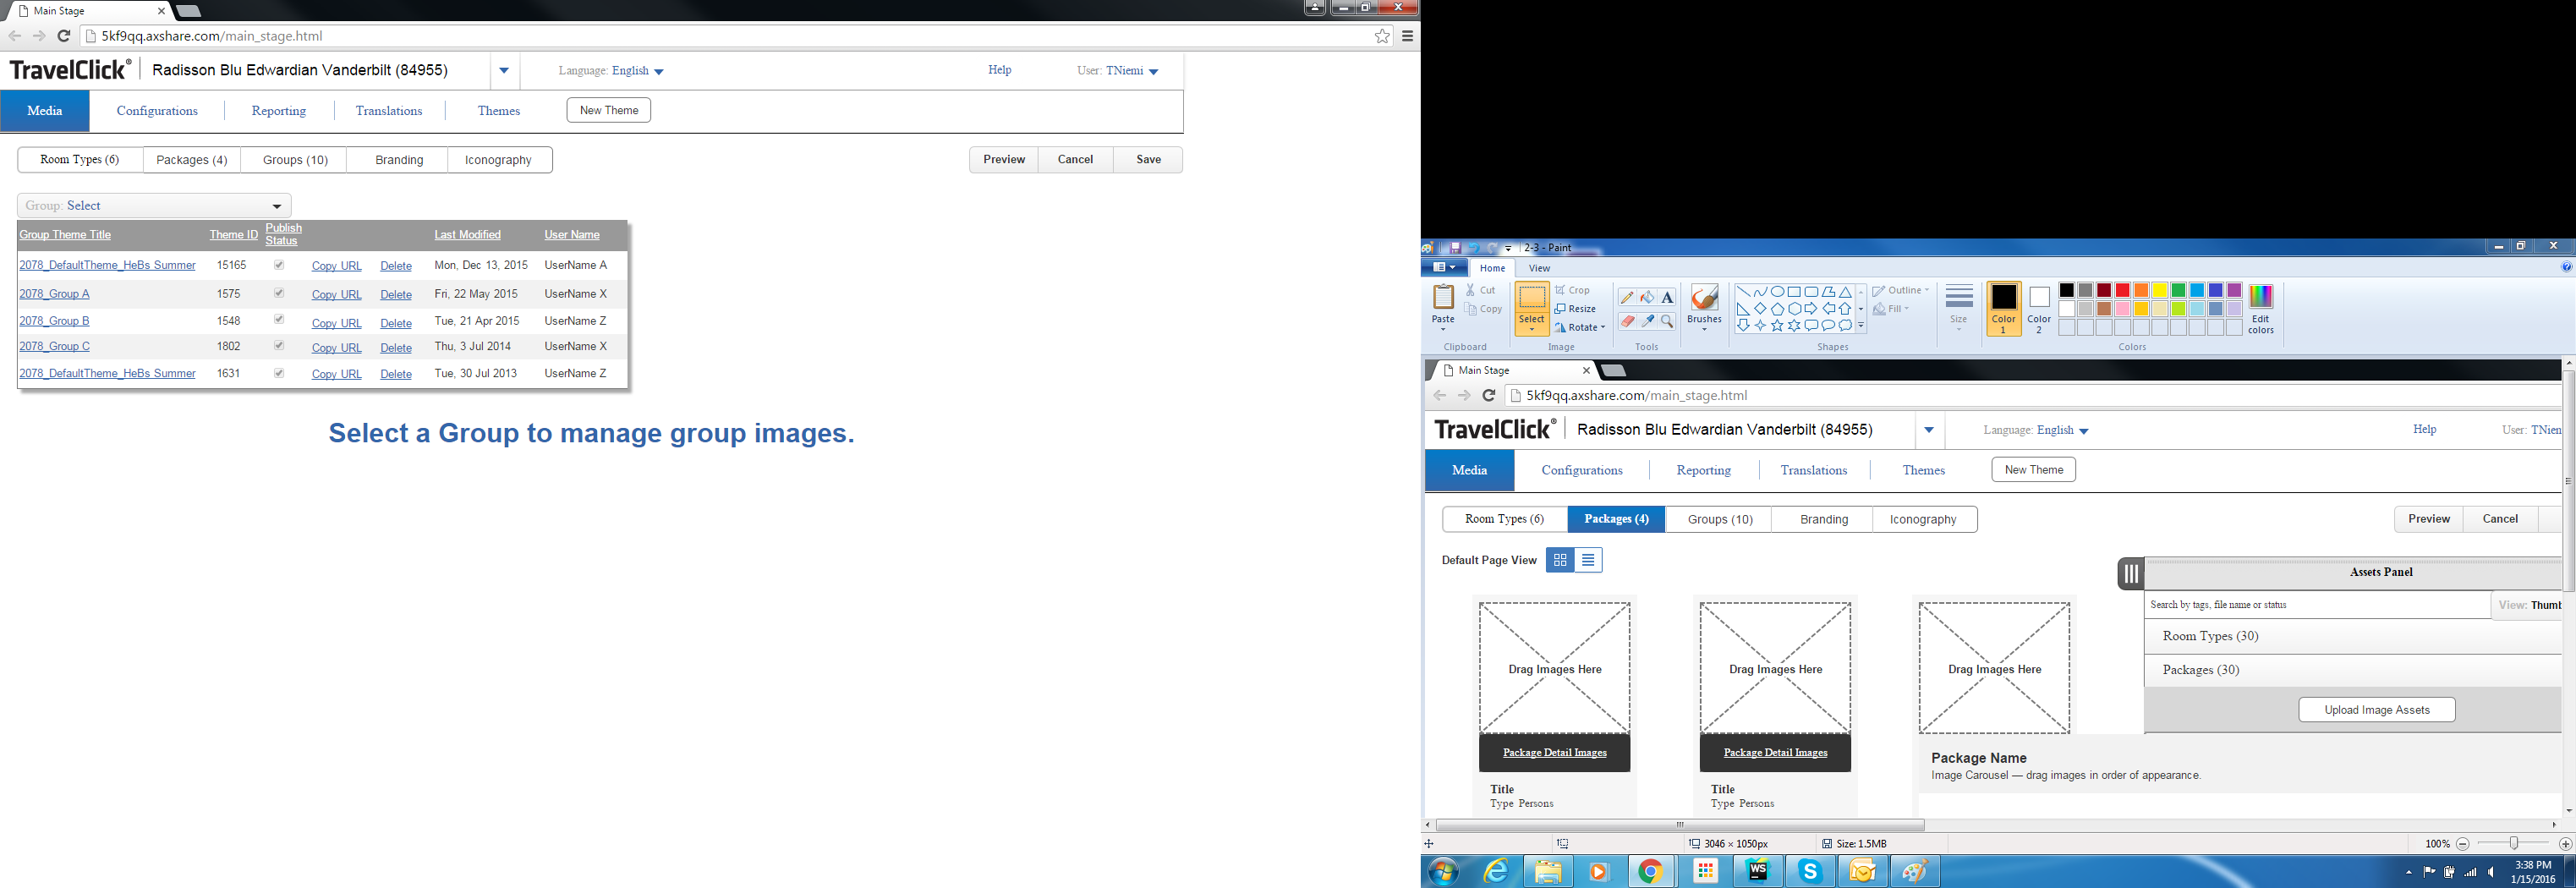 Main Stage
5kf9qq.axshare.com/main_stage.html
TravelClick® Radisson Blu Edwardian Vanderbilt (84955) Language: English Help User: TNiemi
Media Configurations Reporting Translations Themes New Theme
Room Types (6) Packages (4) Groups (10) Branding Iconography Preview Cancel Save
Group: Select
Group Theme Title Theme ID Publish Status Last Modified User Name
2078_DefaultTheme_HeBs Summer 15165 Copy URL Delete Mon, Dec 13, 2015 UserName A
2078_Group A 1575 Copy URL Delete Fri, 22 May 2015 UserName X
2078_Group B 1548 Copy URL Delete Tue, 21 Apr 2015 UserName Z
2078_Group C 1802 Copy URL Delete Thu, 3 Jul 2014 UserName X
2078_DefaultTheme_HeBs Summer 1631 Copy URL Delete Tue, 30 Jul 2013 UserName Z
Select a Group to manage group images.
2-3 - Paint
Home View
Paste Cut Copy Select Crop Resize Rotate A Brushes Outline Fill Size Color 1 Color 2 Edit colors
Clipboard Image Tools Shapes Colors
Main Stage
5kf9qq.axshare.com/main_stage.html
TravelClick® Radisson Blu Edwardian Vanderbilt (84955) Language: English Help User: TNiem
Media Configurations Reporting Translations Themes New Theme
Room Types (6) Packages (4) Groups (10) Branding Iconography Preview Cancel
Default Page View
Assets Panel
Search by tags, file name or status View: Thumb
Room Types (30)
Packages (30)
Upload Image Assets
Drag Images Here Drag Images Here Drag Images Here
Package Detail Images Package Detail Images
Package Name
Image Carousel — drag images in order of appearance.
Title Title
Type Persons Type Persons
3046 × 1050px Size: 1.5MB 100%
WS
3:38 PM
1/15/2016